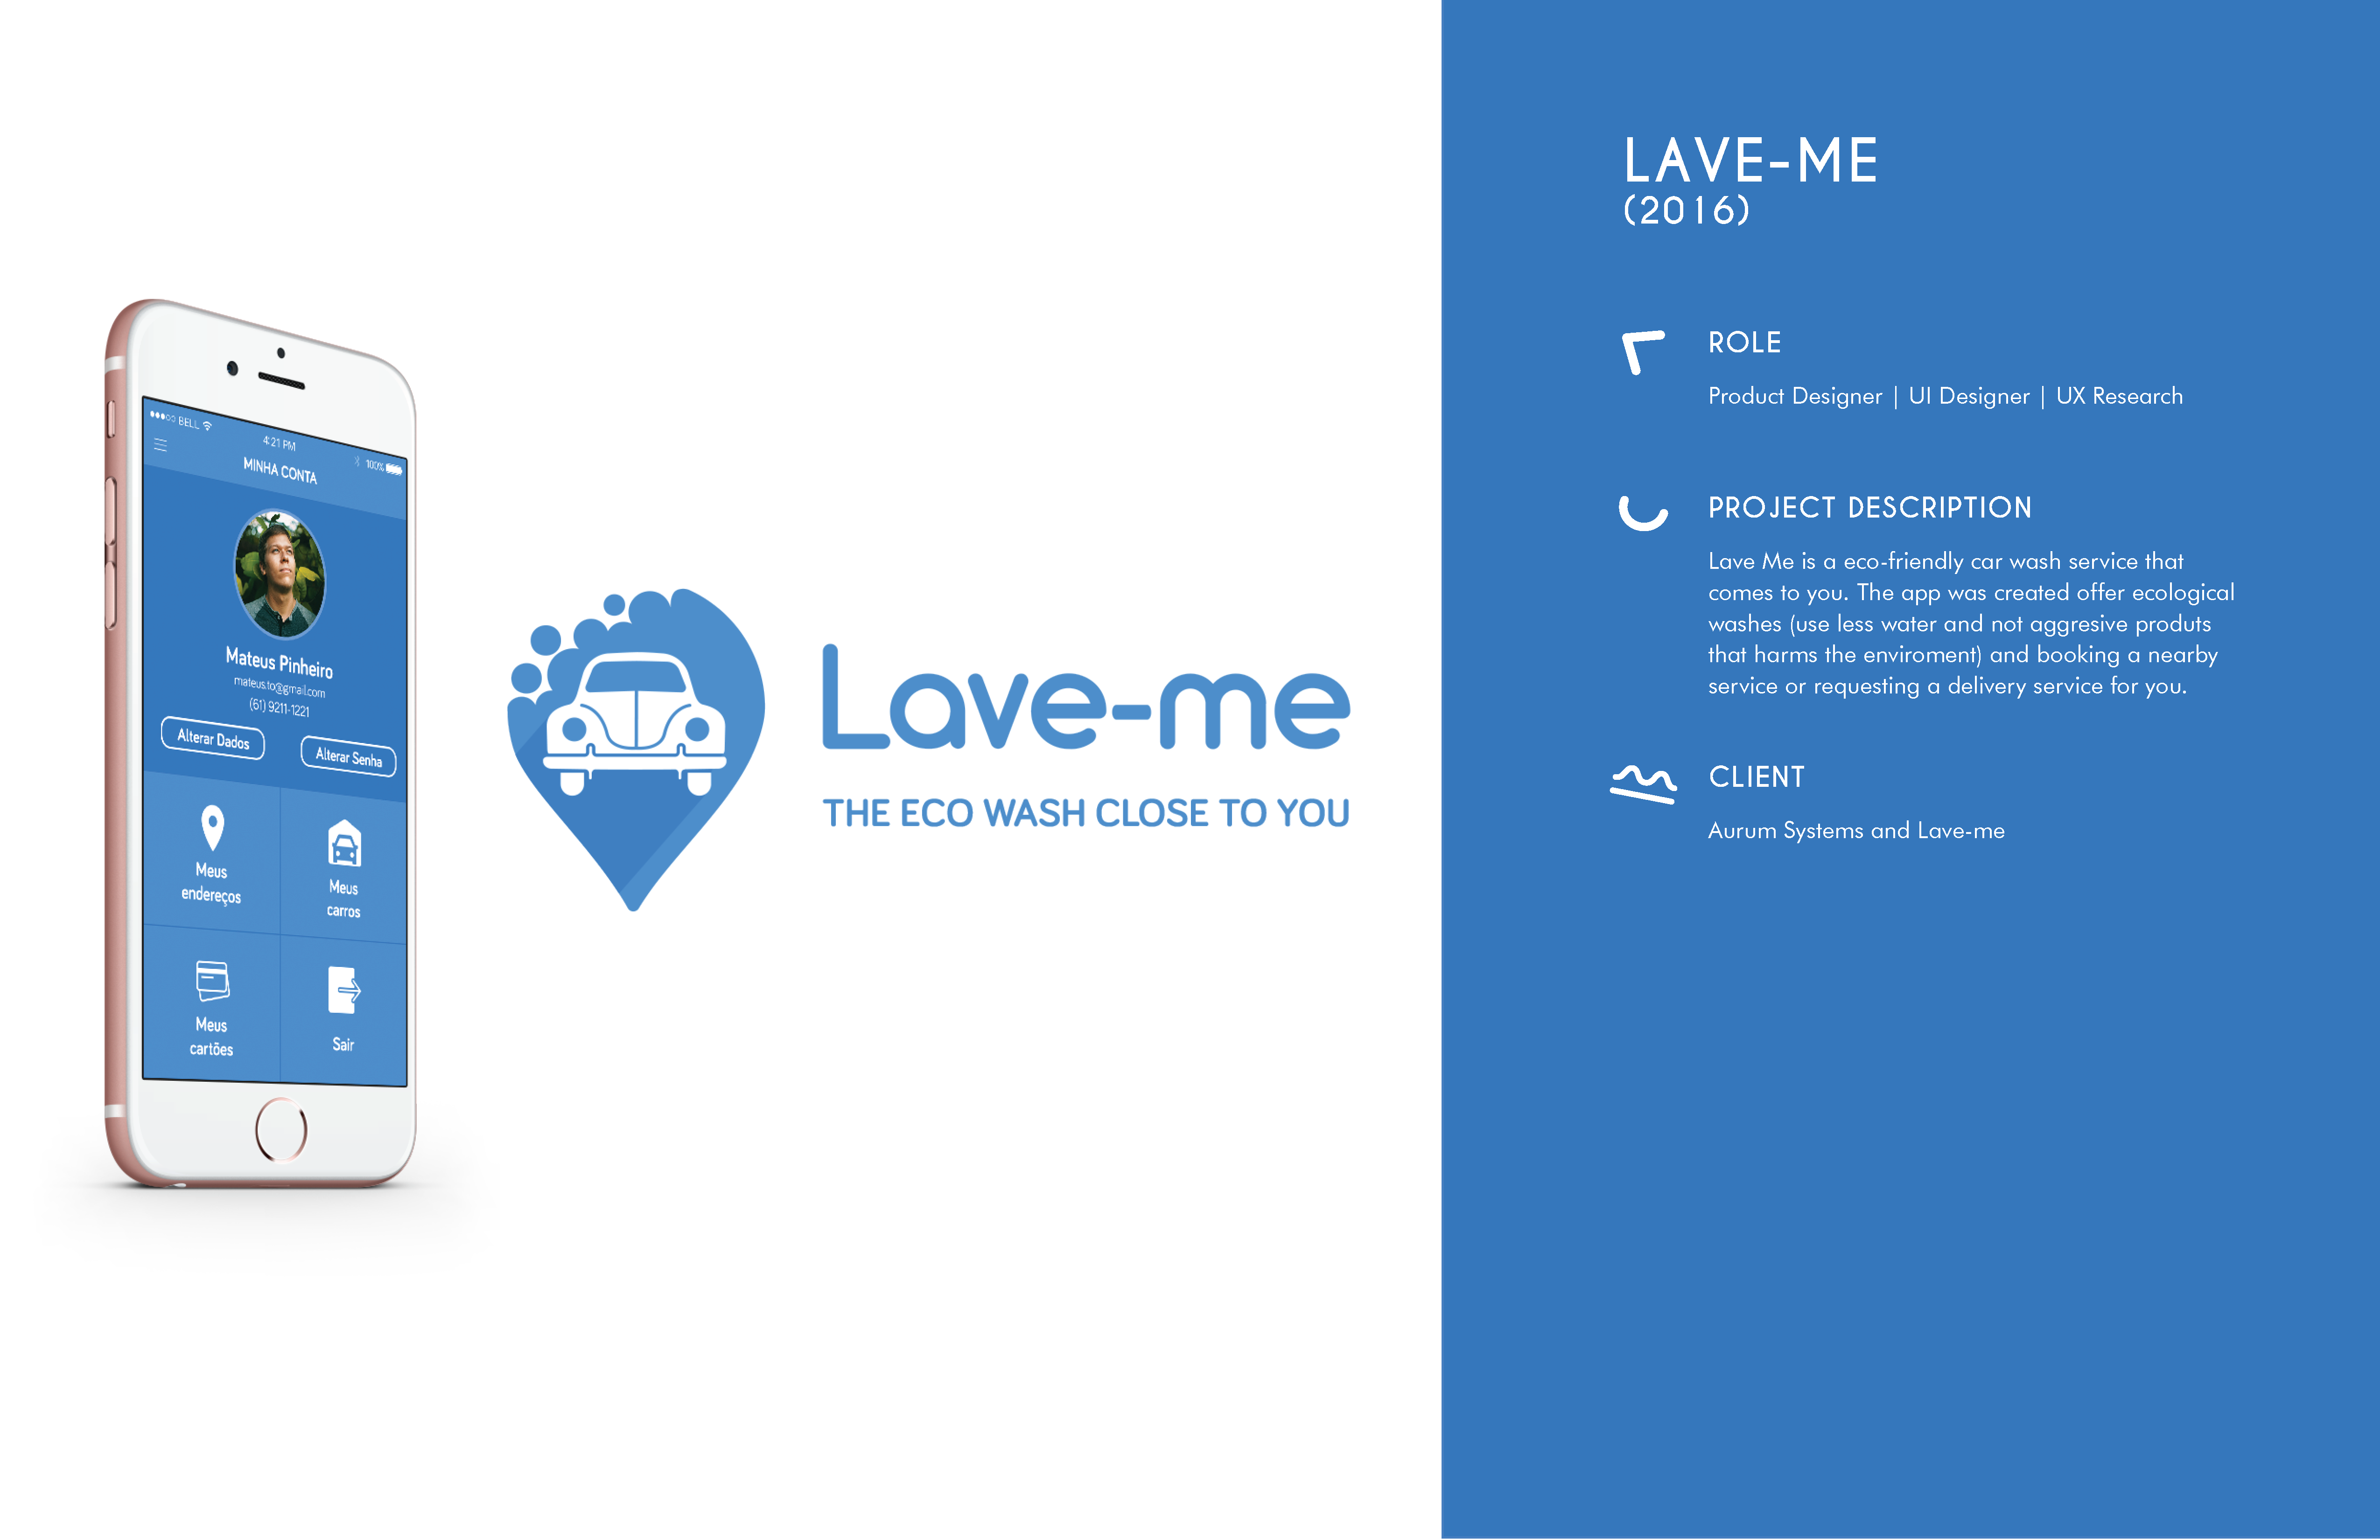 BELL
4:21 PM
100%
MINHA CONTA
Mateus Pinheiro
mateus.to@gmail.com
(61) 9211-1221
Alterar Dados
Alterar Senha
Meus
endereços
Meus
carros
Meus
cartões
Sair
Lave-me
THE ECO WASH CLOSE TO YOU
LAVE-ME
(2016)
ROLE
Product Designer | UI Designer | UX Research
PROJECT DESCRIPTION
Lave Me is a eco-friendly car wash service that
comes to you. The app was created offer ecological
washes (use less water and not aggresive produts
that harms the enviroment) and booking a nearby
service or requesting a delivery service for you.
CLIENT
Aurum Systems and Lave-me